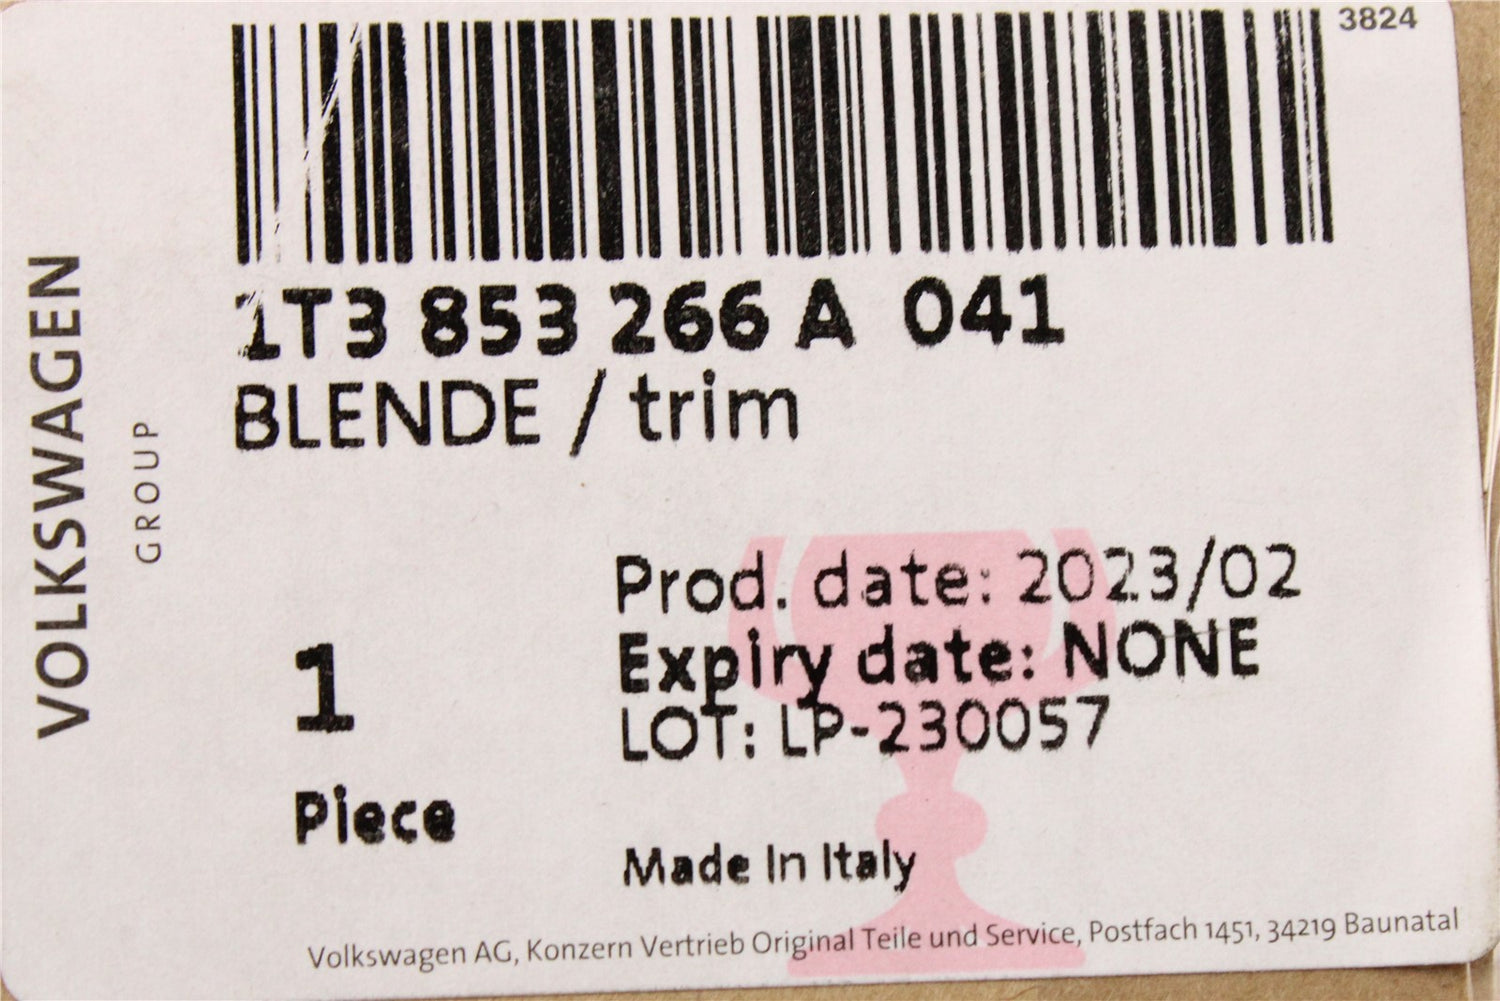 3824
1T3 853 266 A 041
BLENDE / trim
VOLKSWAGEN
GROUP
Prod. date: 2023/02
Expiry date: NONE
LOT: LP-230057
1
Piece
Made In Italy
Volkswagen AG, Konzern Vertrieb Original Teile und Service, Postfach 1451, 34219 Baunatal